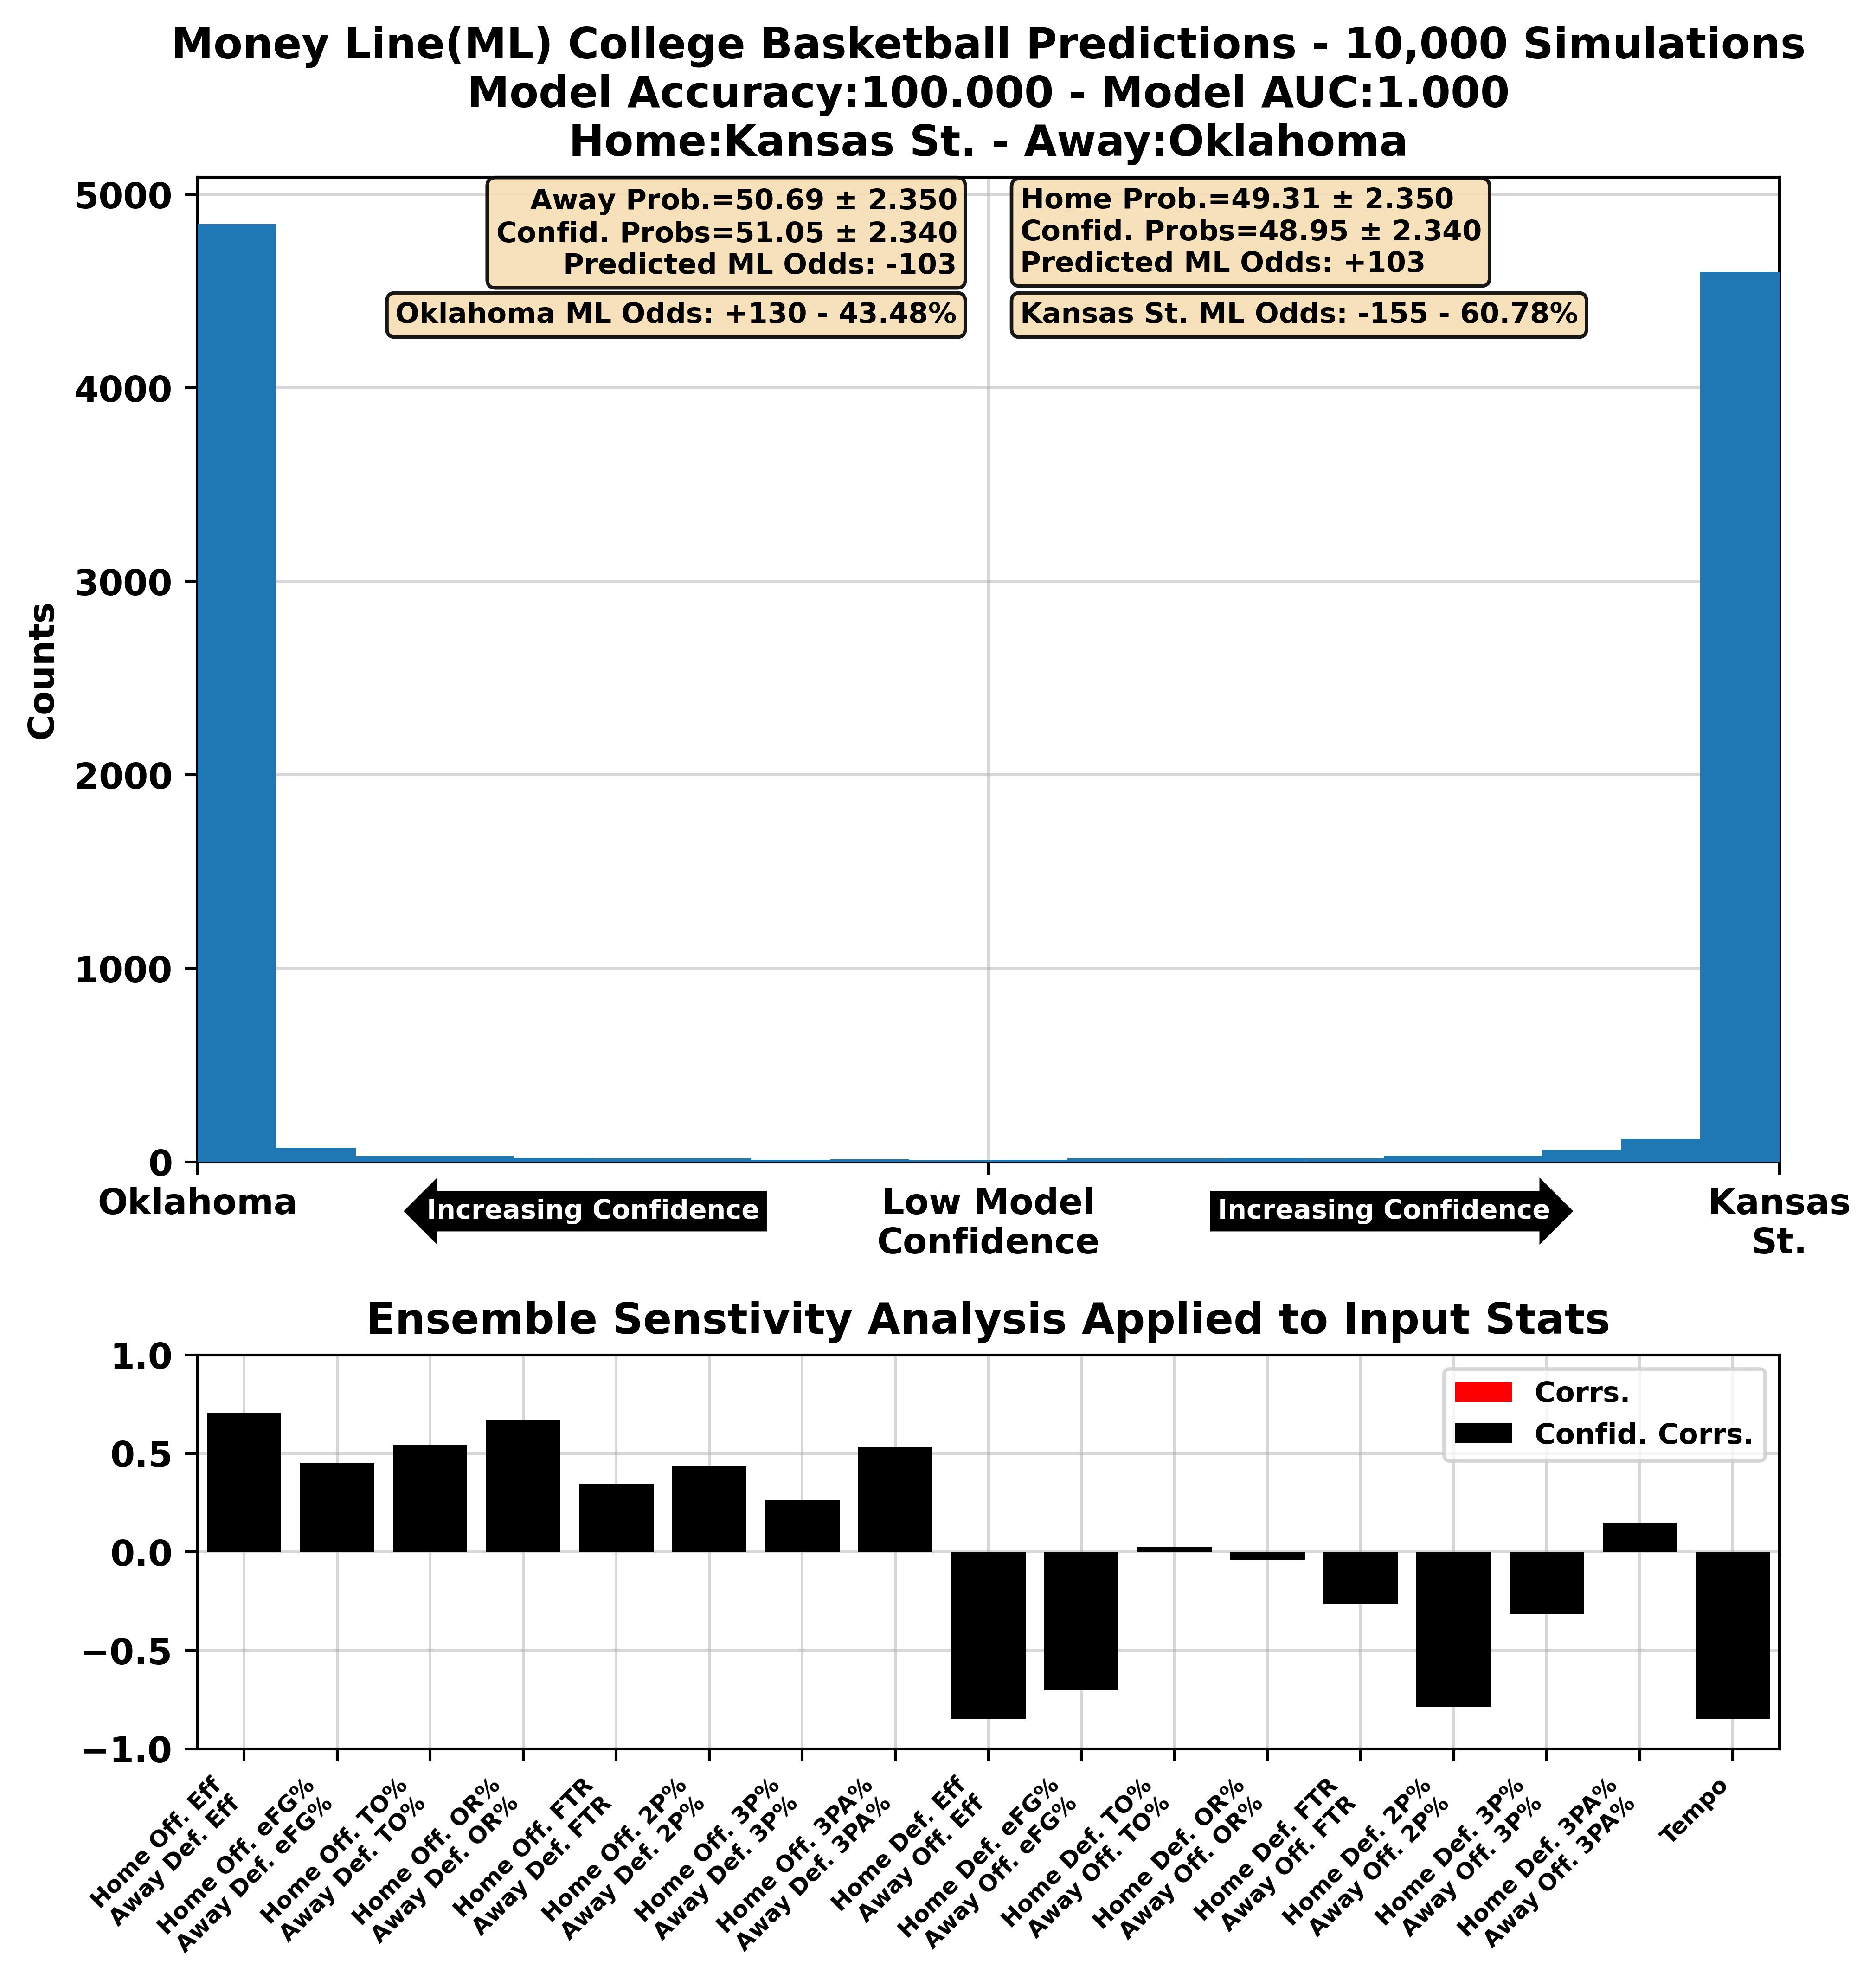 Money Line(ML) College Basketball Predictions - 10,000 Simulations
Model Accuracy:100.000 - Model AUC:1.000
Home:Kansas St. - Away:Oklahoma
Away Prob.=50.69 ± 2.350
Confid. Probs=51.05 ± 2.340
Predicted ML Odds: -103
Oklahoma ML Odds: +130 - 43.48%
Home Prob.=49.31 ± 2.350
Confid. Probs=48.95 ± 2.340
Predicted ML Odds: +103
Kansas St. ML Odds: -155 - 60.78%
Counts
5000
4000
3000
2000
1000
0
Oklahoma
Increasing Confidence
Low Model
Confidence
Increasing Confidence
Kansas
St.
Ensemble Senstivity Analysis Applied to Input Stats
1.0
0.5
0.0
−0.5
−1.0
Corrs.
Confid. Corrs.
Home Off. Eff
Away Def. Eff
Home Off. eFG%
Away Def. eFG%
Home Off. TO%
Away Def. TO%
Home Off. OR%
Away Def. OR%
Home Off. FTR
Away Def. FTR
Home Off. 2P%
Away Def. 2P%
Home Off. 3P%
Away Def. 3P%
Home Off. 3PA%
Away Def. 3PA%
Home Def. Eff
Away Off. Eff
Home Def. eFG%
Away Off. eFG%
Home Def. TO%
Away Off. TO%
Home Def. OR%
Away Off. OR%
Home Def. FTR
Away Off. FTR
Home Def. 2P%
Away Off. 2P%
Home Def. 3P%
Away Off. 3P%
Home Def. 3PA%
Away Off. 3PA%
Tempo